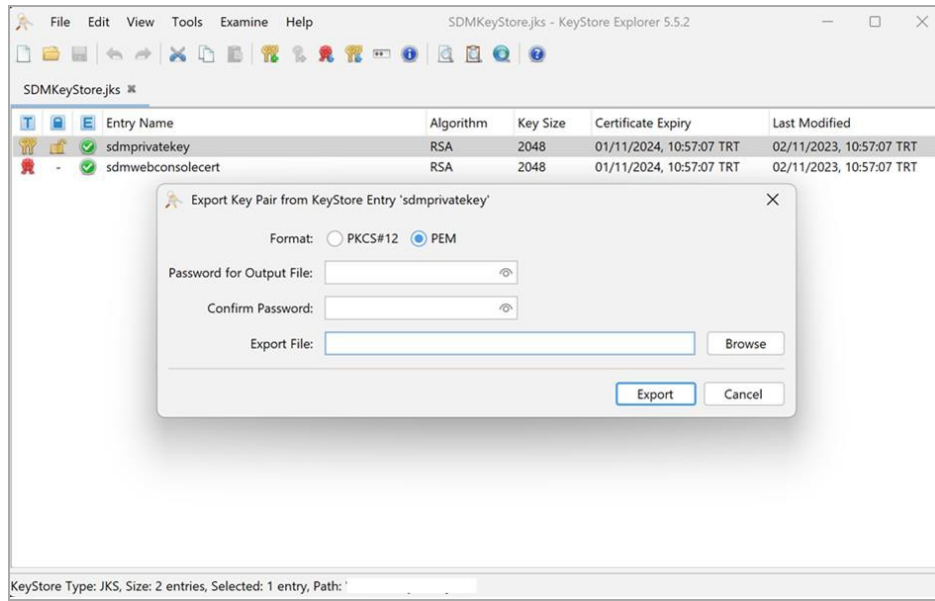 File Edit View Tools Examine Help
SDMKeyStore.jks - KeyStore Explorer 5.5.2
SDMKeyStore.jks
T E Entry Name Algorithm Key Size Certificate Expiry Last Modified
sdmprivatekey RSA 2048 01/11/2024, 10:57:07 TRT 02/11/2023, 10:57:07 TRT
- sdmwebconsolecert RSA 2048 01/11/2024, 10:57:07 TRT 02/11/2023, 10:57:07 TRT
Export Key Pair from KeyStore Entry 'sdmprivatekey'
Format: PKCS#12 PEM
Password for Output File:
Confirm Password:
Export File: Browse
Export Cancel
KeyStore Type: JKS, Size: 2 entries, Selected: 1 entry, Path: '